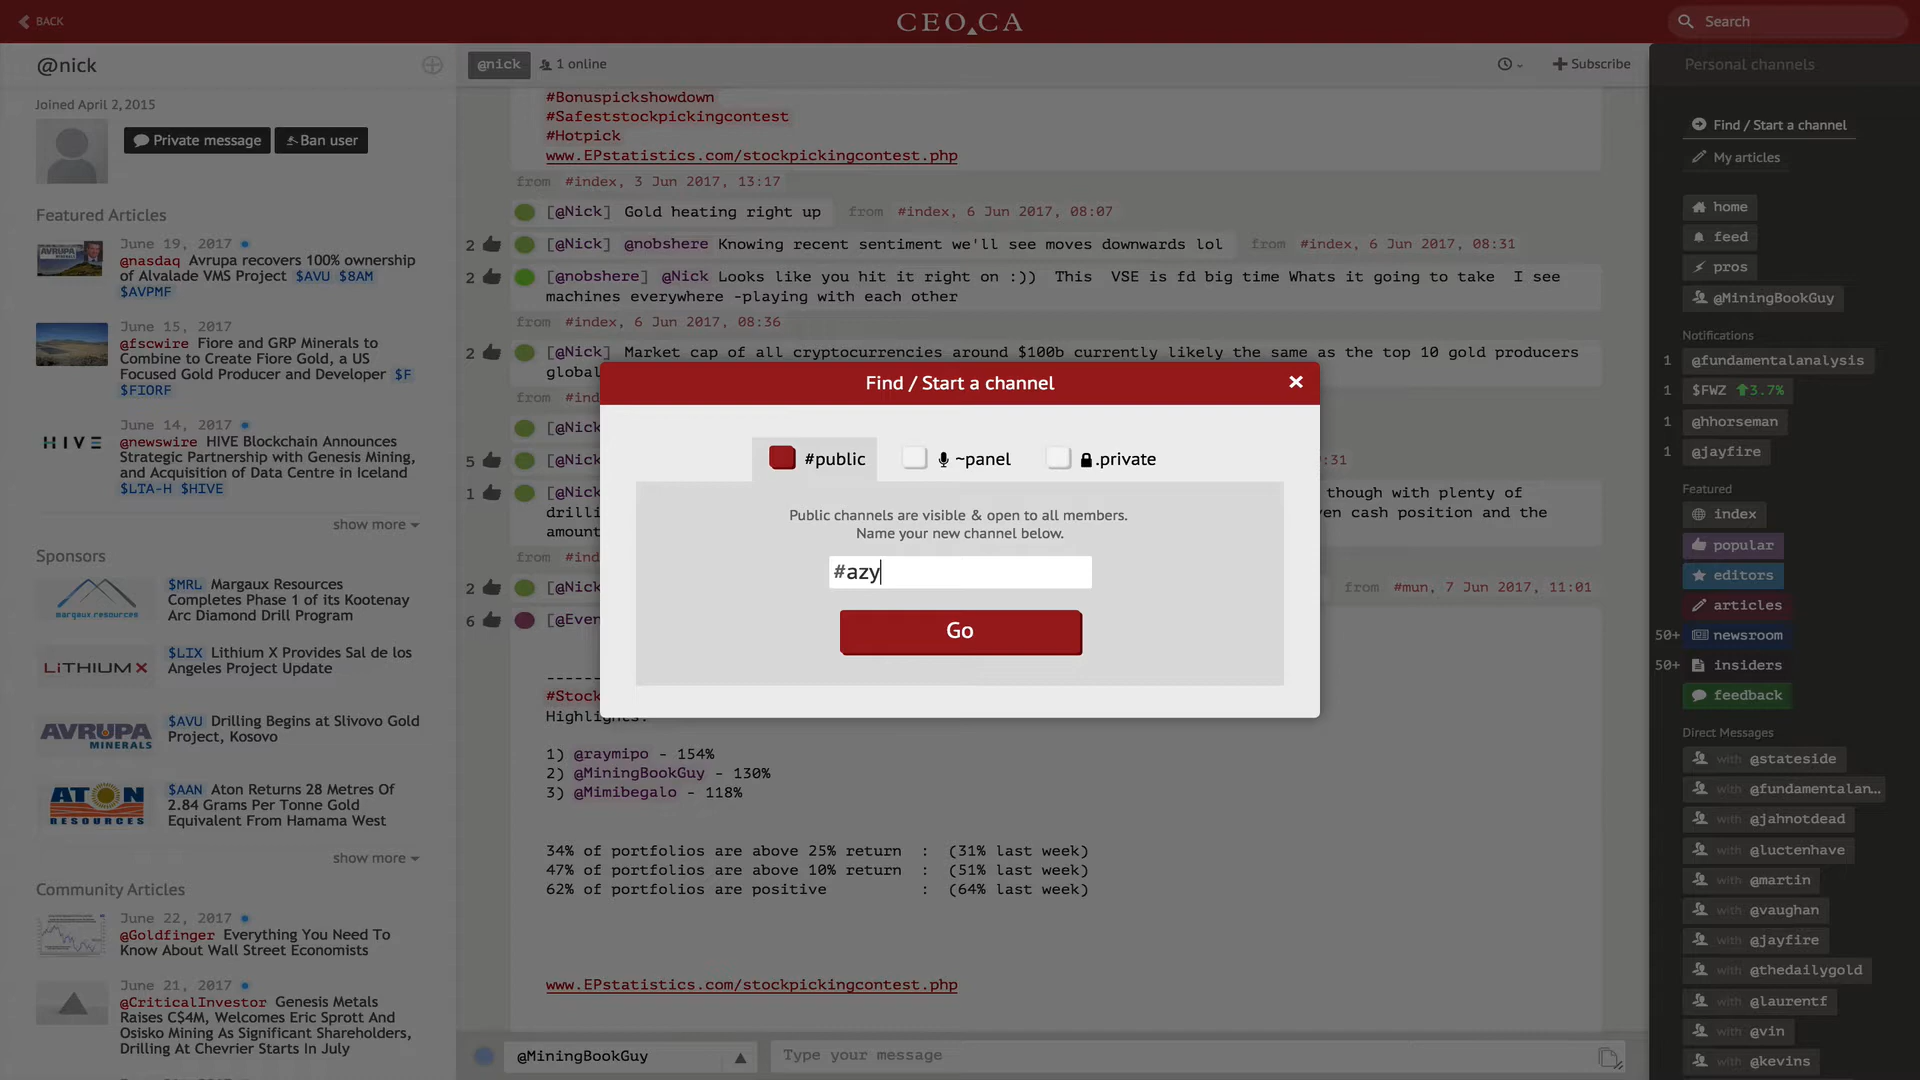 BACK
CEO.CA
Search
@nick
Joined April 2, 2015
Private message
Ban user
Featured Articles
June 19, 2017
@nasdaq Avrupa recovers 100% ownership
of Alvalade VMS Project $AVU $8AM
$AVPMF
June 15, 2017
@fscwire Fiore and GRP Minerals to
Combine to Create Fiore Gold, a US
Focused Gold Producer and Developer $F
$FIORF
HIVE
June 14, 2017
@newswire HIVE Blockchain Announces
Strategic Partnership with Genesis Mining,
and Acquisition of Data Centre in Iceland
$LTA-H $HIVE
show more
Sponsors
margaux.resources
$MRL Margaux Resources
Completes Phase 1 of its Kootenay
Arc Diamond Drill Program
LITHIUM X
$LIX Lithium X Provides Sal de los
Angeles Project Update
AVRUPA
MINERALS
$AVU Drilling Begins at Slivovo Gold
Project, Kosovo
ATON
RESOURCES
$AAN Aton Returns 28 Metres Of
2.84 Grams Per Tonne Gold
Equivalent From Hamama West
show more
Community Articles
June 22, 2017
@Goldfinger Everything You Need To
Know About Wall Street Economists
June 21, 2017
@CriticalInvestor Genesis Metals
Raises C$4M, Welcomes Eric Sprott And
Osisko Mining As Significant Shareholders,
Drilling At Chevrier Starts In July
@nick
1 online
Subscribe
#Bonuspickshowdown
#Safeststockpickingcontest
#Hotpick
www.EPstatistics.com/stockpickingcontest.php
from #index, 3 Jun 2017, 13:17
[@Nick] Gold heating right up from #index, 6 Jun 2017, 08:07
2 [@Nick] @nobshere Knowing recent sentiment we'll see moves downwards lol from #index, 6 Jun 2017, 08:31
2 [@nobshere] @Nick Looks like you hit it right on :)) This VSE is fd big time Whats it going to take I see
machines everywhere -playing with each other
from #index, 6 Jun 2017, 08:36
2 [@Nick] Market cap of all cryptocurrencies around $100b currently likely the same as the top 10 gold producers
global
from #ind
[@Nick
5 [@Nick :31
1 [@Nick though with plenty of
drilli en cash position and the
amount
from #ind
2 [@Nick from #mun, 7 Jun 2017, 11:01
6 [@Even
#Stock
Highlights:
1) @raymipo - 154%
2) @MiningBookGuy - 130%
3) @Mimibegalo - 118%
34% of portfolios are above 25% return : (31% last week)
47% of portfolios are above 10% return : (51% last week)
62% of portfolios are positive : (64% last week)
www.EPstatistics.com/stockpickingcontest.php
@MiningBookGuy
Type your message
Find / Start a channel
#public
~panel
.private
Public channels are visible & open to all members.
Name your new channel below.
#azy
Go
Personal channels
Find / Start a channel
My articles
home
feed
pros
@MiningBookGuy
Notifications
1 @fundamentalanalysis
1 $FWZ 3.7%
1 @hhorseman
1 @jayfire
Featured
index
popular
editors
articles
50+ newsroom
50+ insiders
feedback
Direct Messages
with @stateside
with @fundamentalan...
with @jahnotdead
with @luctenhave
with @martin
with @vaughan
with @jayfire
with @thedailygold
with @laurentf
with @vin
with @kevins